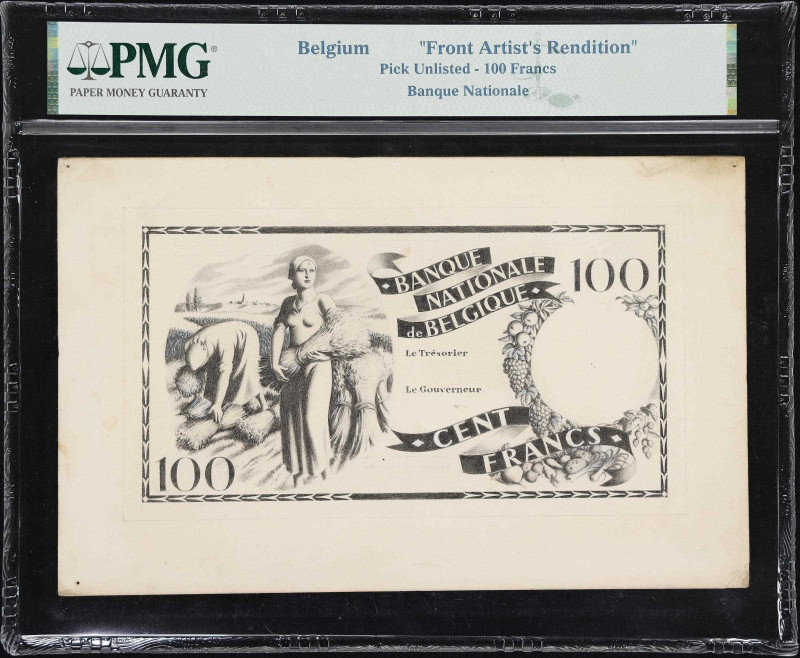 PMG®
PAPER MONEY GUARANTY
Belgium "Front Artist's Rendition"
Pick Unlisted - 100 Francs
Banque Nationale
BANQUE
NATIONALE
de BELGIQUE
100
Le Trésorier
Le Gouverneur
CENT
FRANCS
100